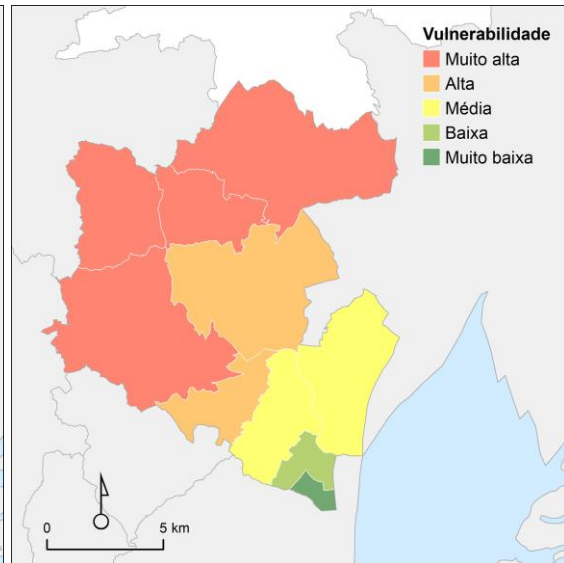 Vulnerabilidade
Muito alta
Alta
Média
Baixa
Muito baixa
0 5 km